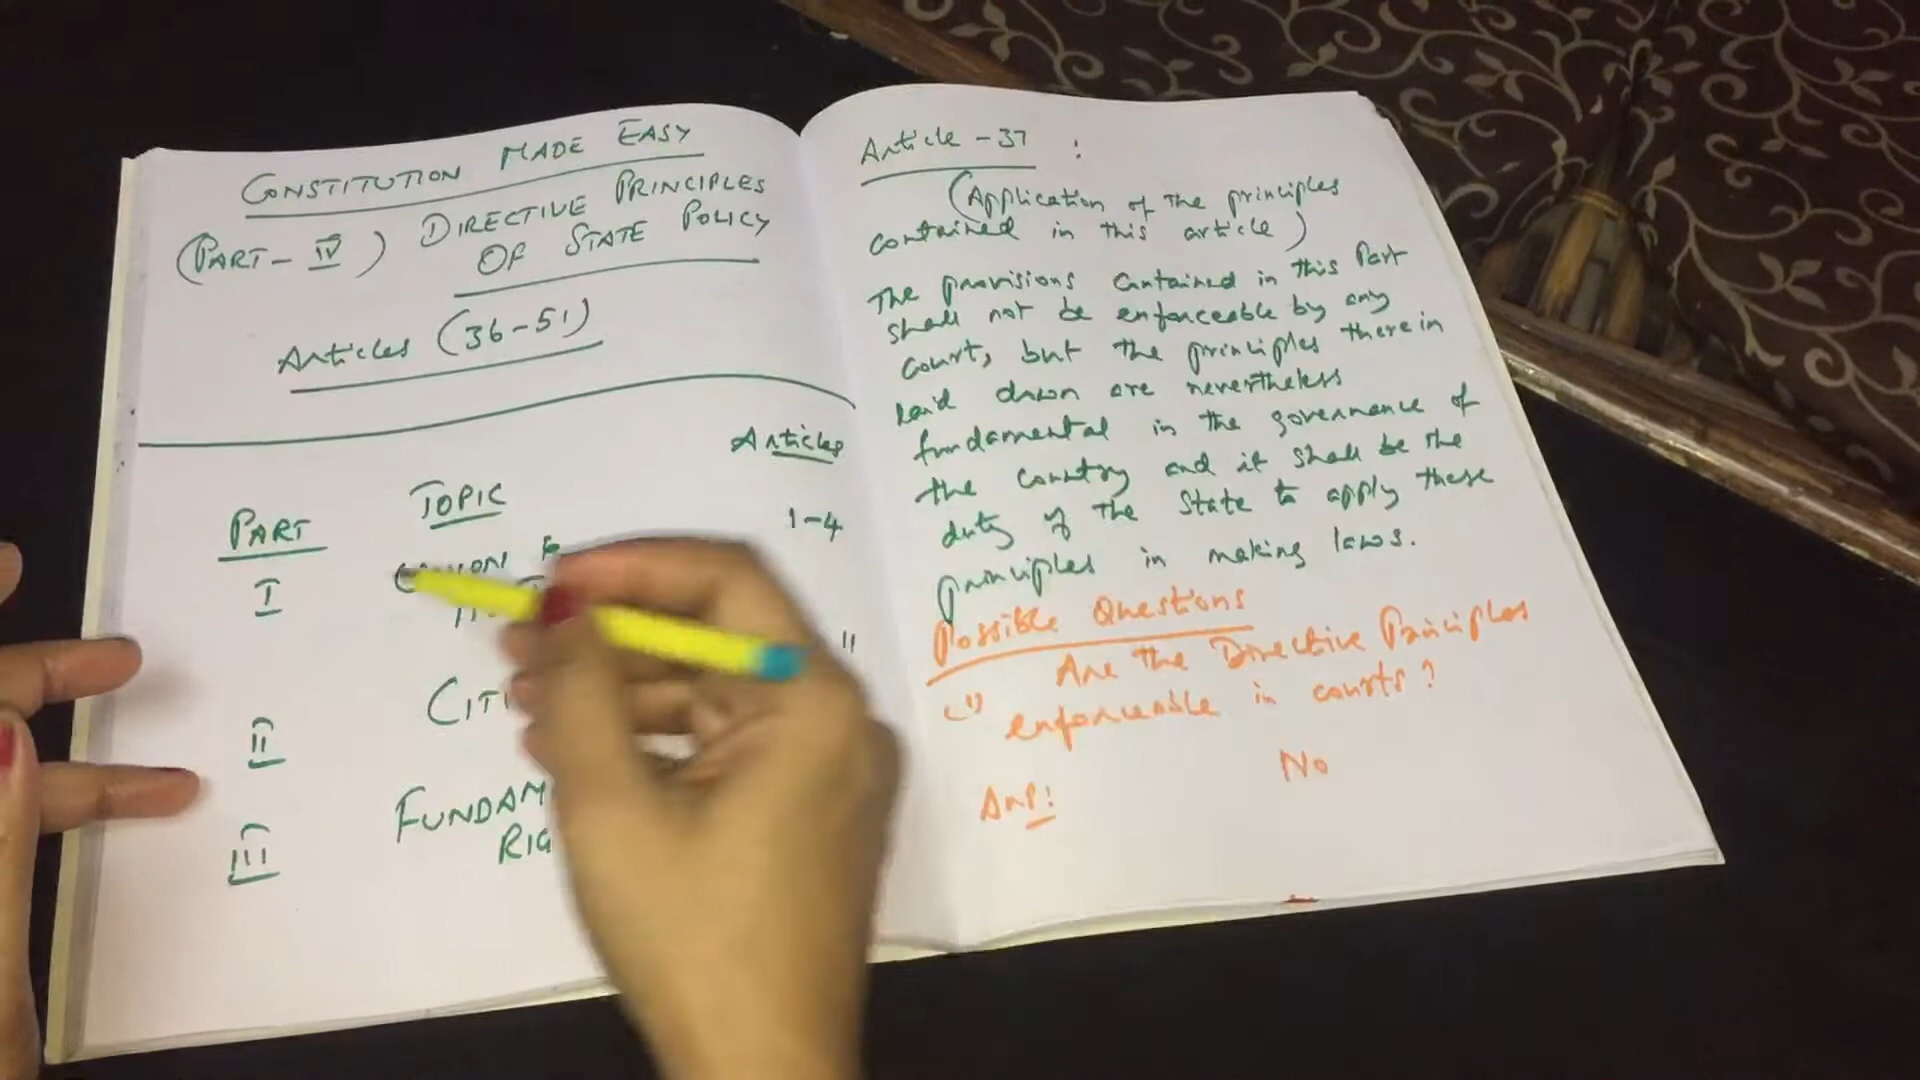 CONSTITUTION MADE EASY
(PART-IV) DIRECTIVE PRINCIPLES
OF STATE POLICY
Articles (36-51)
Articles
PART TOPIC
I 1-4
II CITI
11
III FUNDAM
RIG
Article - 37 :
(Application of the principles
contained in this article)
The provisions contained in this Part
shall not be enforceable by any
court, but the principles therein
laid down are nevertheless
fundamental in the governance of
the country and it shall be the
duty of the State to apply these
principles in making laws.
Possible Questions
(1) Are the Directive Principles
enforceable in courts?
Ans: No